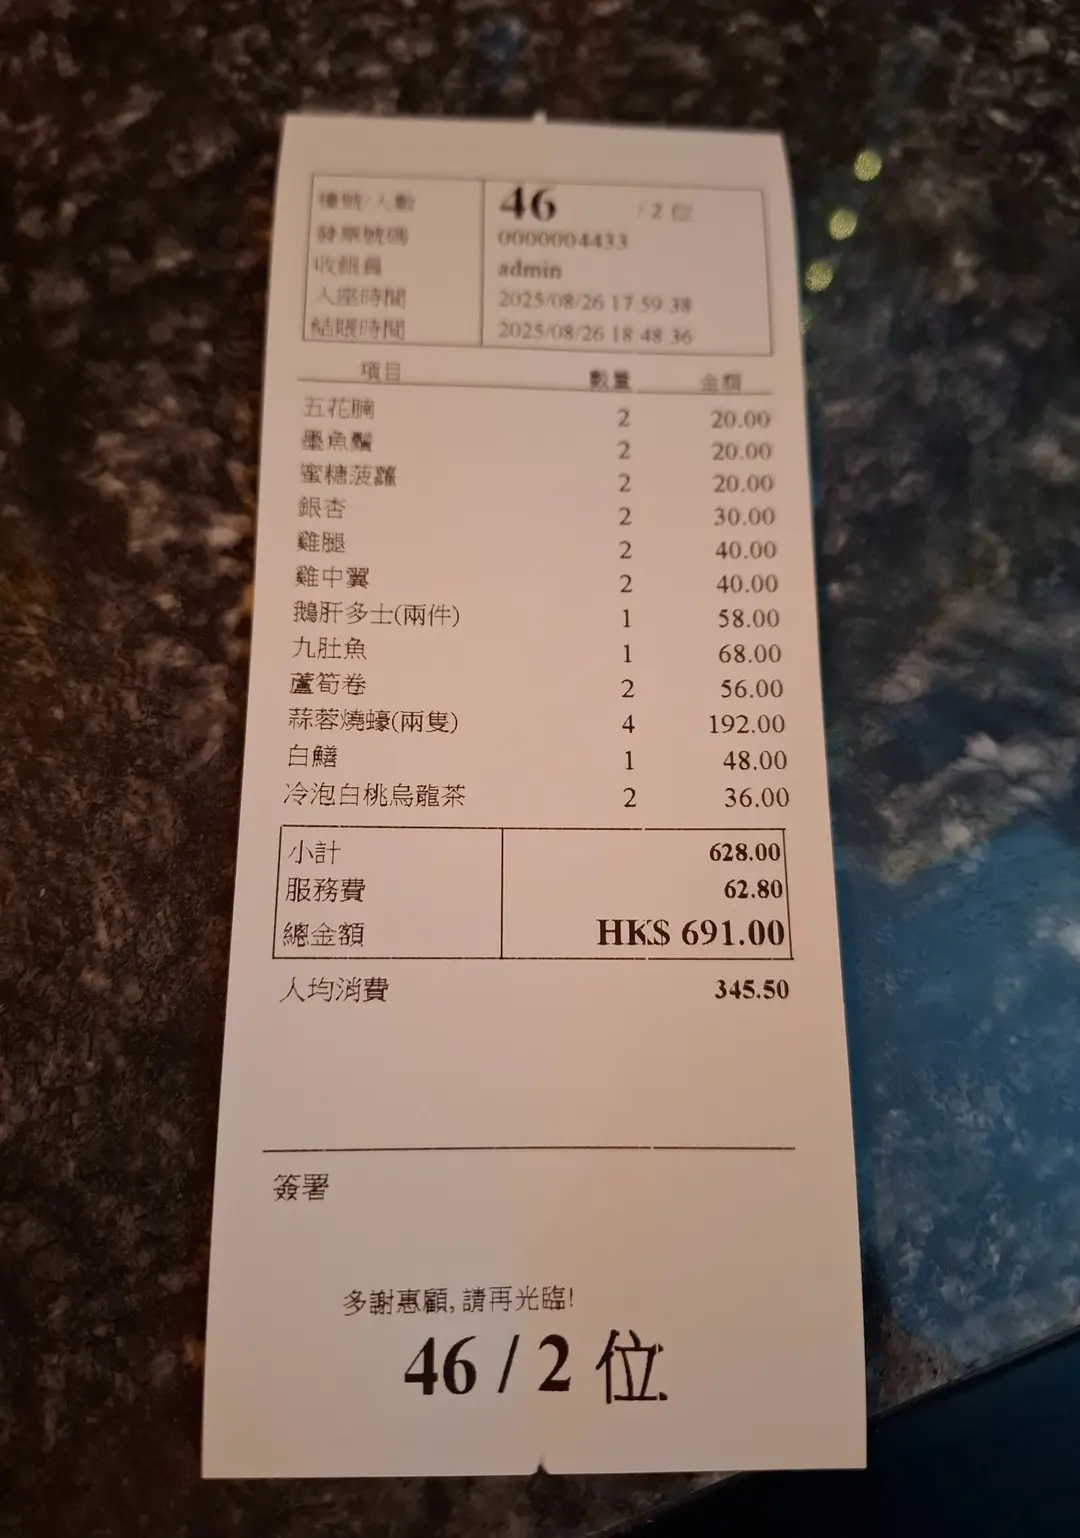 檯號/人數 46 / 2 位
發票號碼 0000004433
收銀員 admin
入座時間 2025/08/26 17:59:38
結賬時間 2025/08/26 18:48:36
項目 數量 金額
五花腩 2 20.00
墨魚鬚 2 20.00
蜜糖菠蘿 2 20.00
銀杏 2 30.00
雞腿 2 40.00
雞中翼 2 40.00
鵝肝多士(兩件) 1 58.00
九肚魚 1 68.00
蘆筍卷 2 56.00
蒜蓉燒蠔(兩隻) 4 192.00
白鱔 1 48.00
冷泡白桃烏龍茶 2 36.00
小計 628.00
服務費 62.80
總金額 HK$ 691.00
人均消費 345.50
簽署
多謝惠顧, 請再光臨!
46 / 2 位